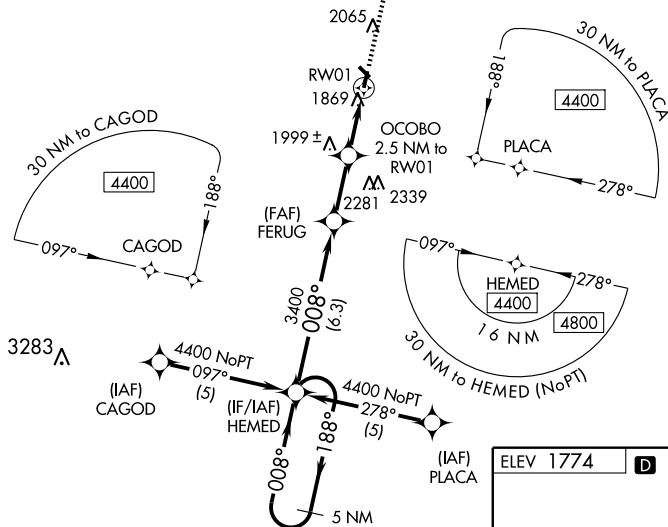 2065
RW01
1869
30 NM to PLACA
188°
4400
PLACA
278°
30 NM to CAGOD
4400
188°
097°
CAGOD
1999 ±
OCOBO
2.5 NM to
RW01
2281
2339
(FAF)
FERUG
097°
278°
HEMED
4400
16 NM
4800
30 NM to HEMED (NoPT)
3400
008°
(6.3)
3283
4400 NoPT
097°
(5)
(IAF)
CAGOD
(IF/IAF)
HEMED
4400 NoPT
278°
(5)
(IAF)
PLACA
008°
188°
5 NM
ELEV 1774
D